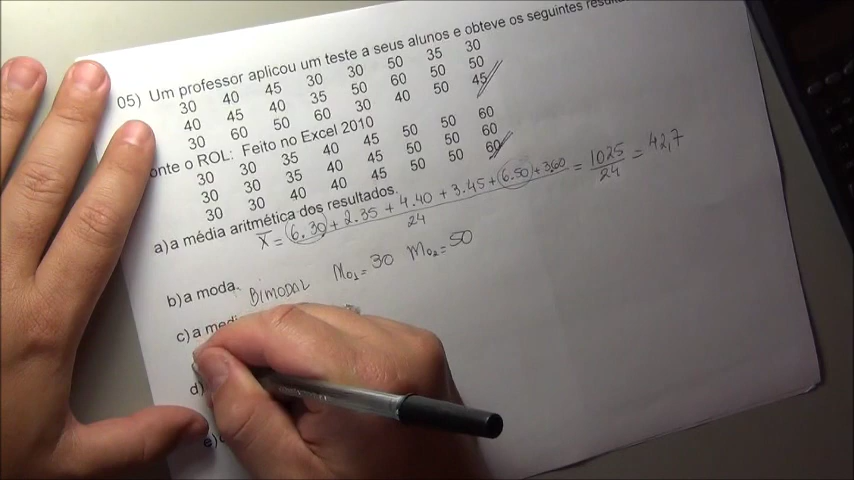 05) Um professor aplicou um teste a seus alunos e obteve os seguintes
30 40 45 30 30 50 35 30
40 45 40 35 50 60 50 50
30 60 50 60 30 40 50 45
onte o ROL: Feito no Excel 2010
30 30 35 40 45 50 50 60
30 30 35 40 45 50 50 60
30 30 40 40 45 50 50 60
a) a média aritmética dos resultados.
X̅ = 6.30 + 2.35 + 4.40 + 3.45 + 6.50 + 3.60 = 1025 = 42,7
24 24
b) a moda. BIMODAL Mo1 = 30 Mo2 = 50
c) a medi
d)
e)